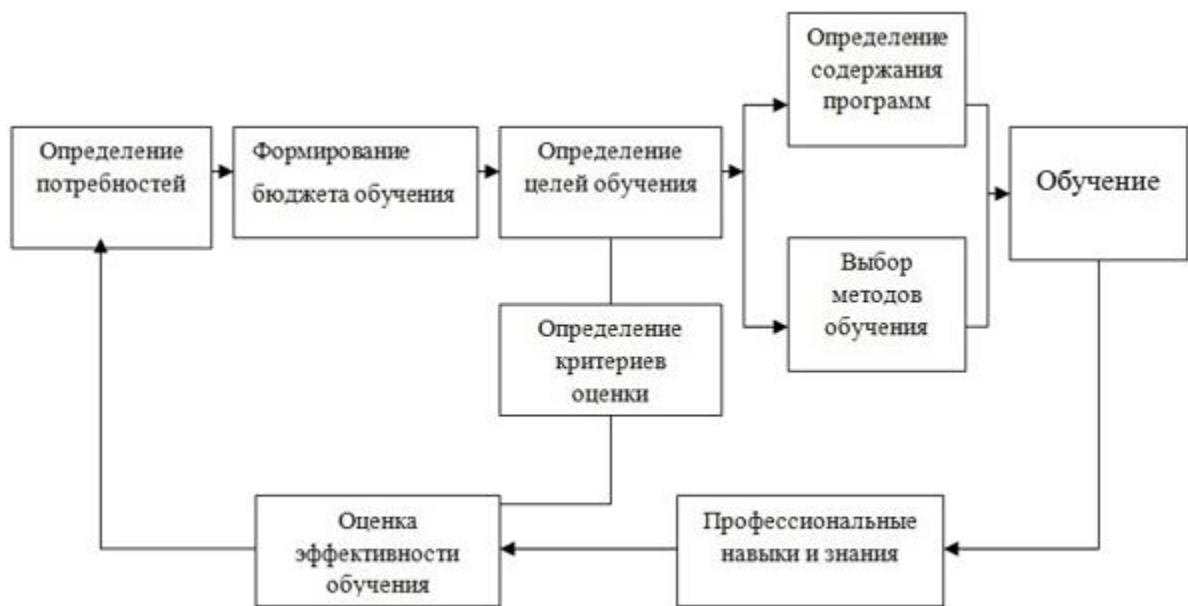 Определение
содержания
программ
Определение
потребностей
Формирование
бюджета обучения
Определение
целей обучения
Обучение
Выбор
методов
обучения
Определение
критериев
оценки
Оценка
эффективности
обучения
Профессиональные
навыки и знания